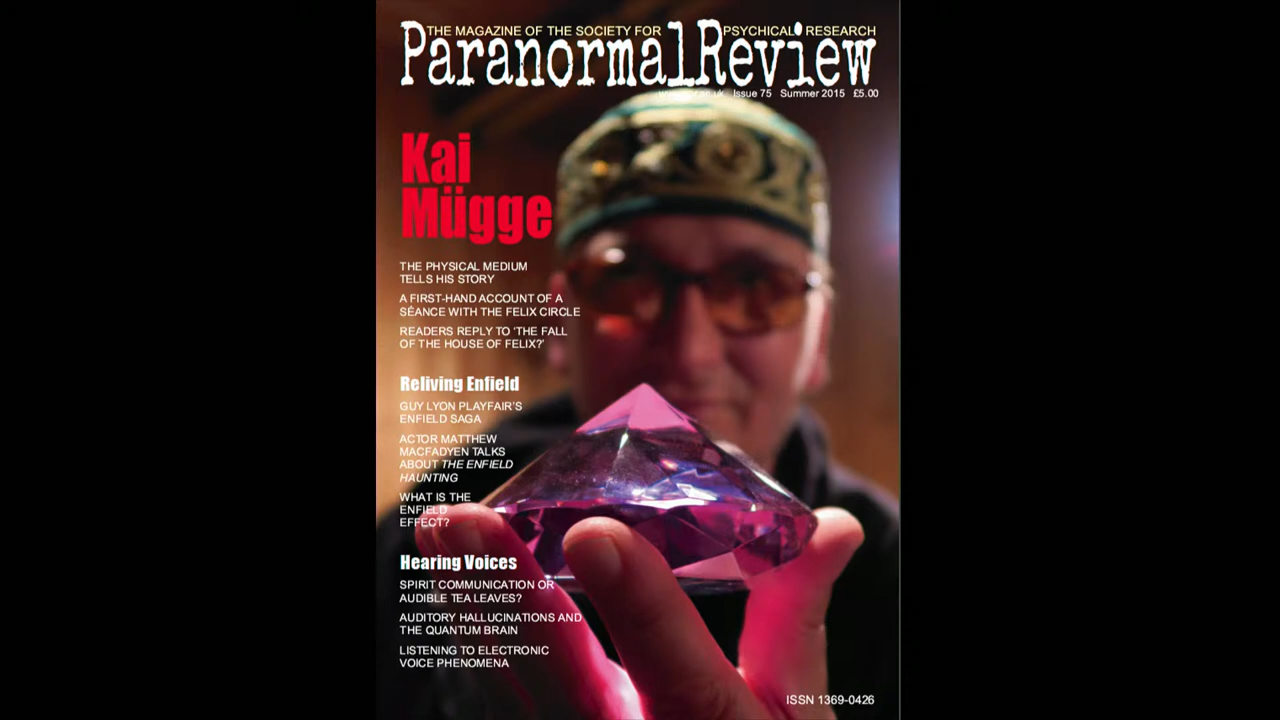 THE MAGAZINE OF THE SOCIETY FOR PSYCHICAL RESEARCH
ParanormalReview
Issue 75 Summer 2015 £5.00
Kai
Mügge
THE PHYSICAL MEDIUM
TELLS HIS STORY
A FIRST-HAND ACCOUNT OF A
SÉANCE WITH THE FELIX CIRCLE
READERS REPLY TO ‘THE FALL
OF THE HOUSE OF FELIX?’
Reliving Enfield
GUY LYON PLAYFAIR’S
ENFIELD SAGA
ACTOR MATTHEW
MACFADYEN TALKS
ABOUT THE ENFIELD
HAUNTING
WHAT IS THE
ENFIELD
EFFECT?
Hearing Voices
SPIRIT COMMUNICATION OR
AUDIBLE TEA LEAVES?
AUDITORY HALLUCINATIONS AND
THE QUANTUM BRAIN
LISTENING TO ELECTRONIC
VOICE PHENOMENA
ISSN 1369-0426